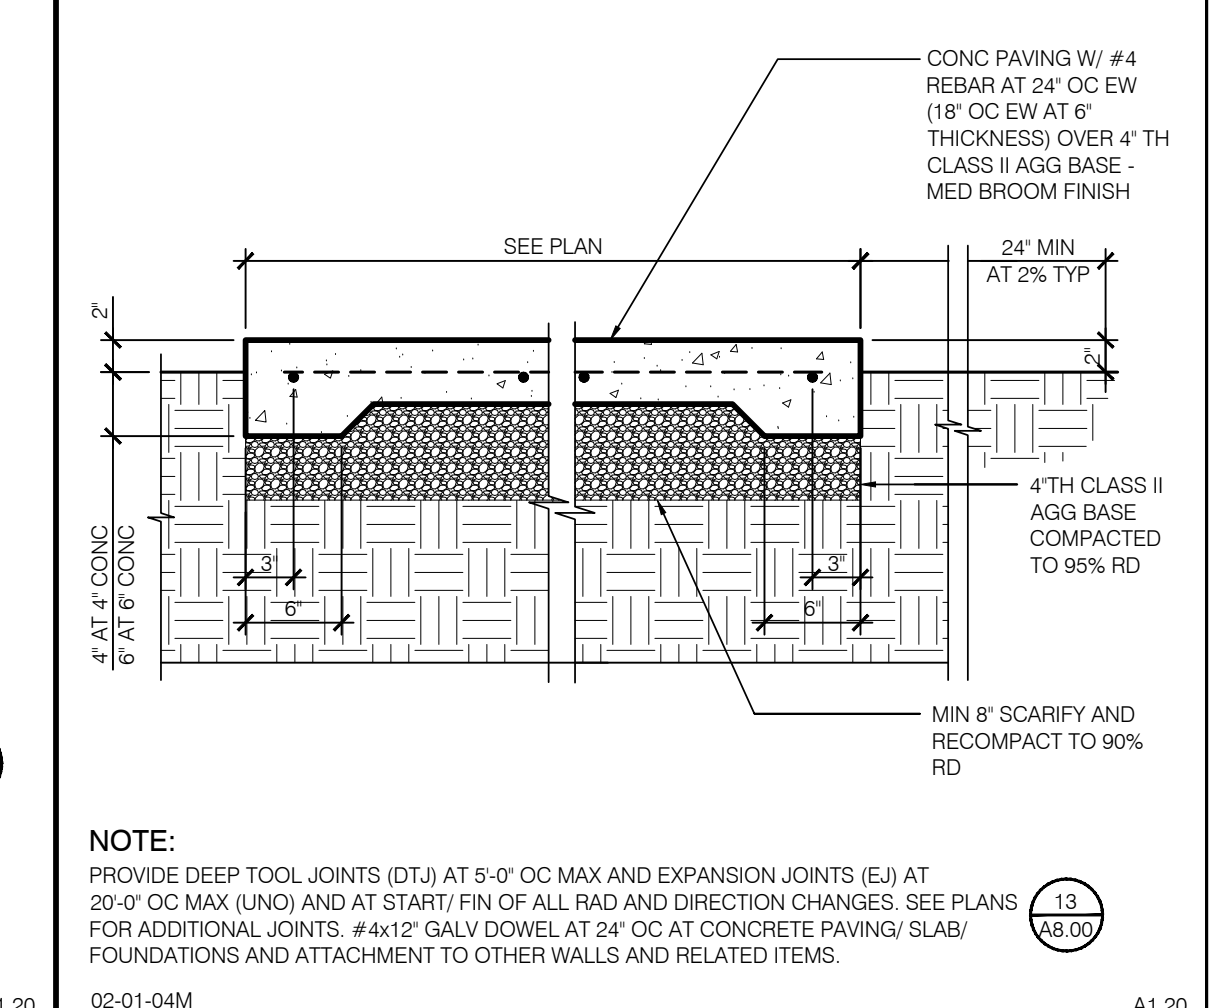 CONC PAVING W/ #4
REBAR AT 24" OC EW
(18" OC EW AT 6"
THICKNESS) OVER 4" TH
CLASS II AGG BASE -
MED BROOM FINISH
SEE PLAN
24" MIN
AT 2% TYP
2"
2"
4"TH CLASS II
AGG BASE
COMPACTED
TO 95% RD
4" AT 4" CONC
6" AT 6" CONC
3"
3"
6"
6"
MIN 8" SCARIFY AND
RECOMPACT TO 90%
RD
NOTE:
PROVIDE DEEP TOOL JOINTS (DTJ) AT 5'-0" OC MAX AND EXPANSION JOINTS (EJ) AT
20'-0" OC MAX (UNO) AND AT START/ FIN OF ALL RAD AND DIRECTION CHANGES. SEE PLANS
FOR ADDITIONAL JOINTS. #4x12" GALV DOWEL AT 24" OC AT CONCRETE PAVING/ SLAB/
FOUNDATIONS AND ATTACHMENT TO OTHER WALLS AND RELATED ITEMS.
13
A8.00
02-01-04M
A1.20